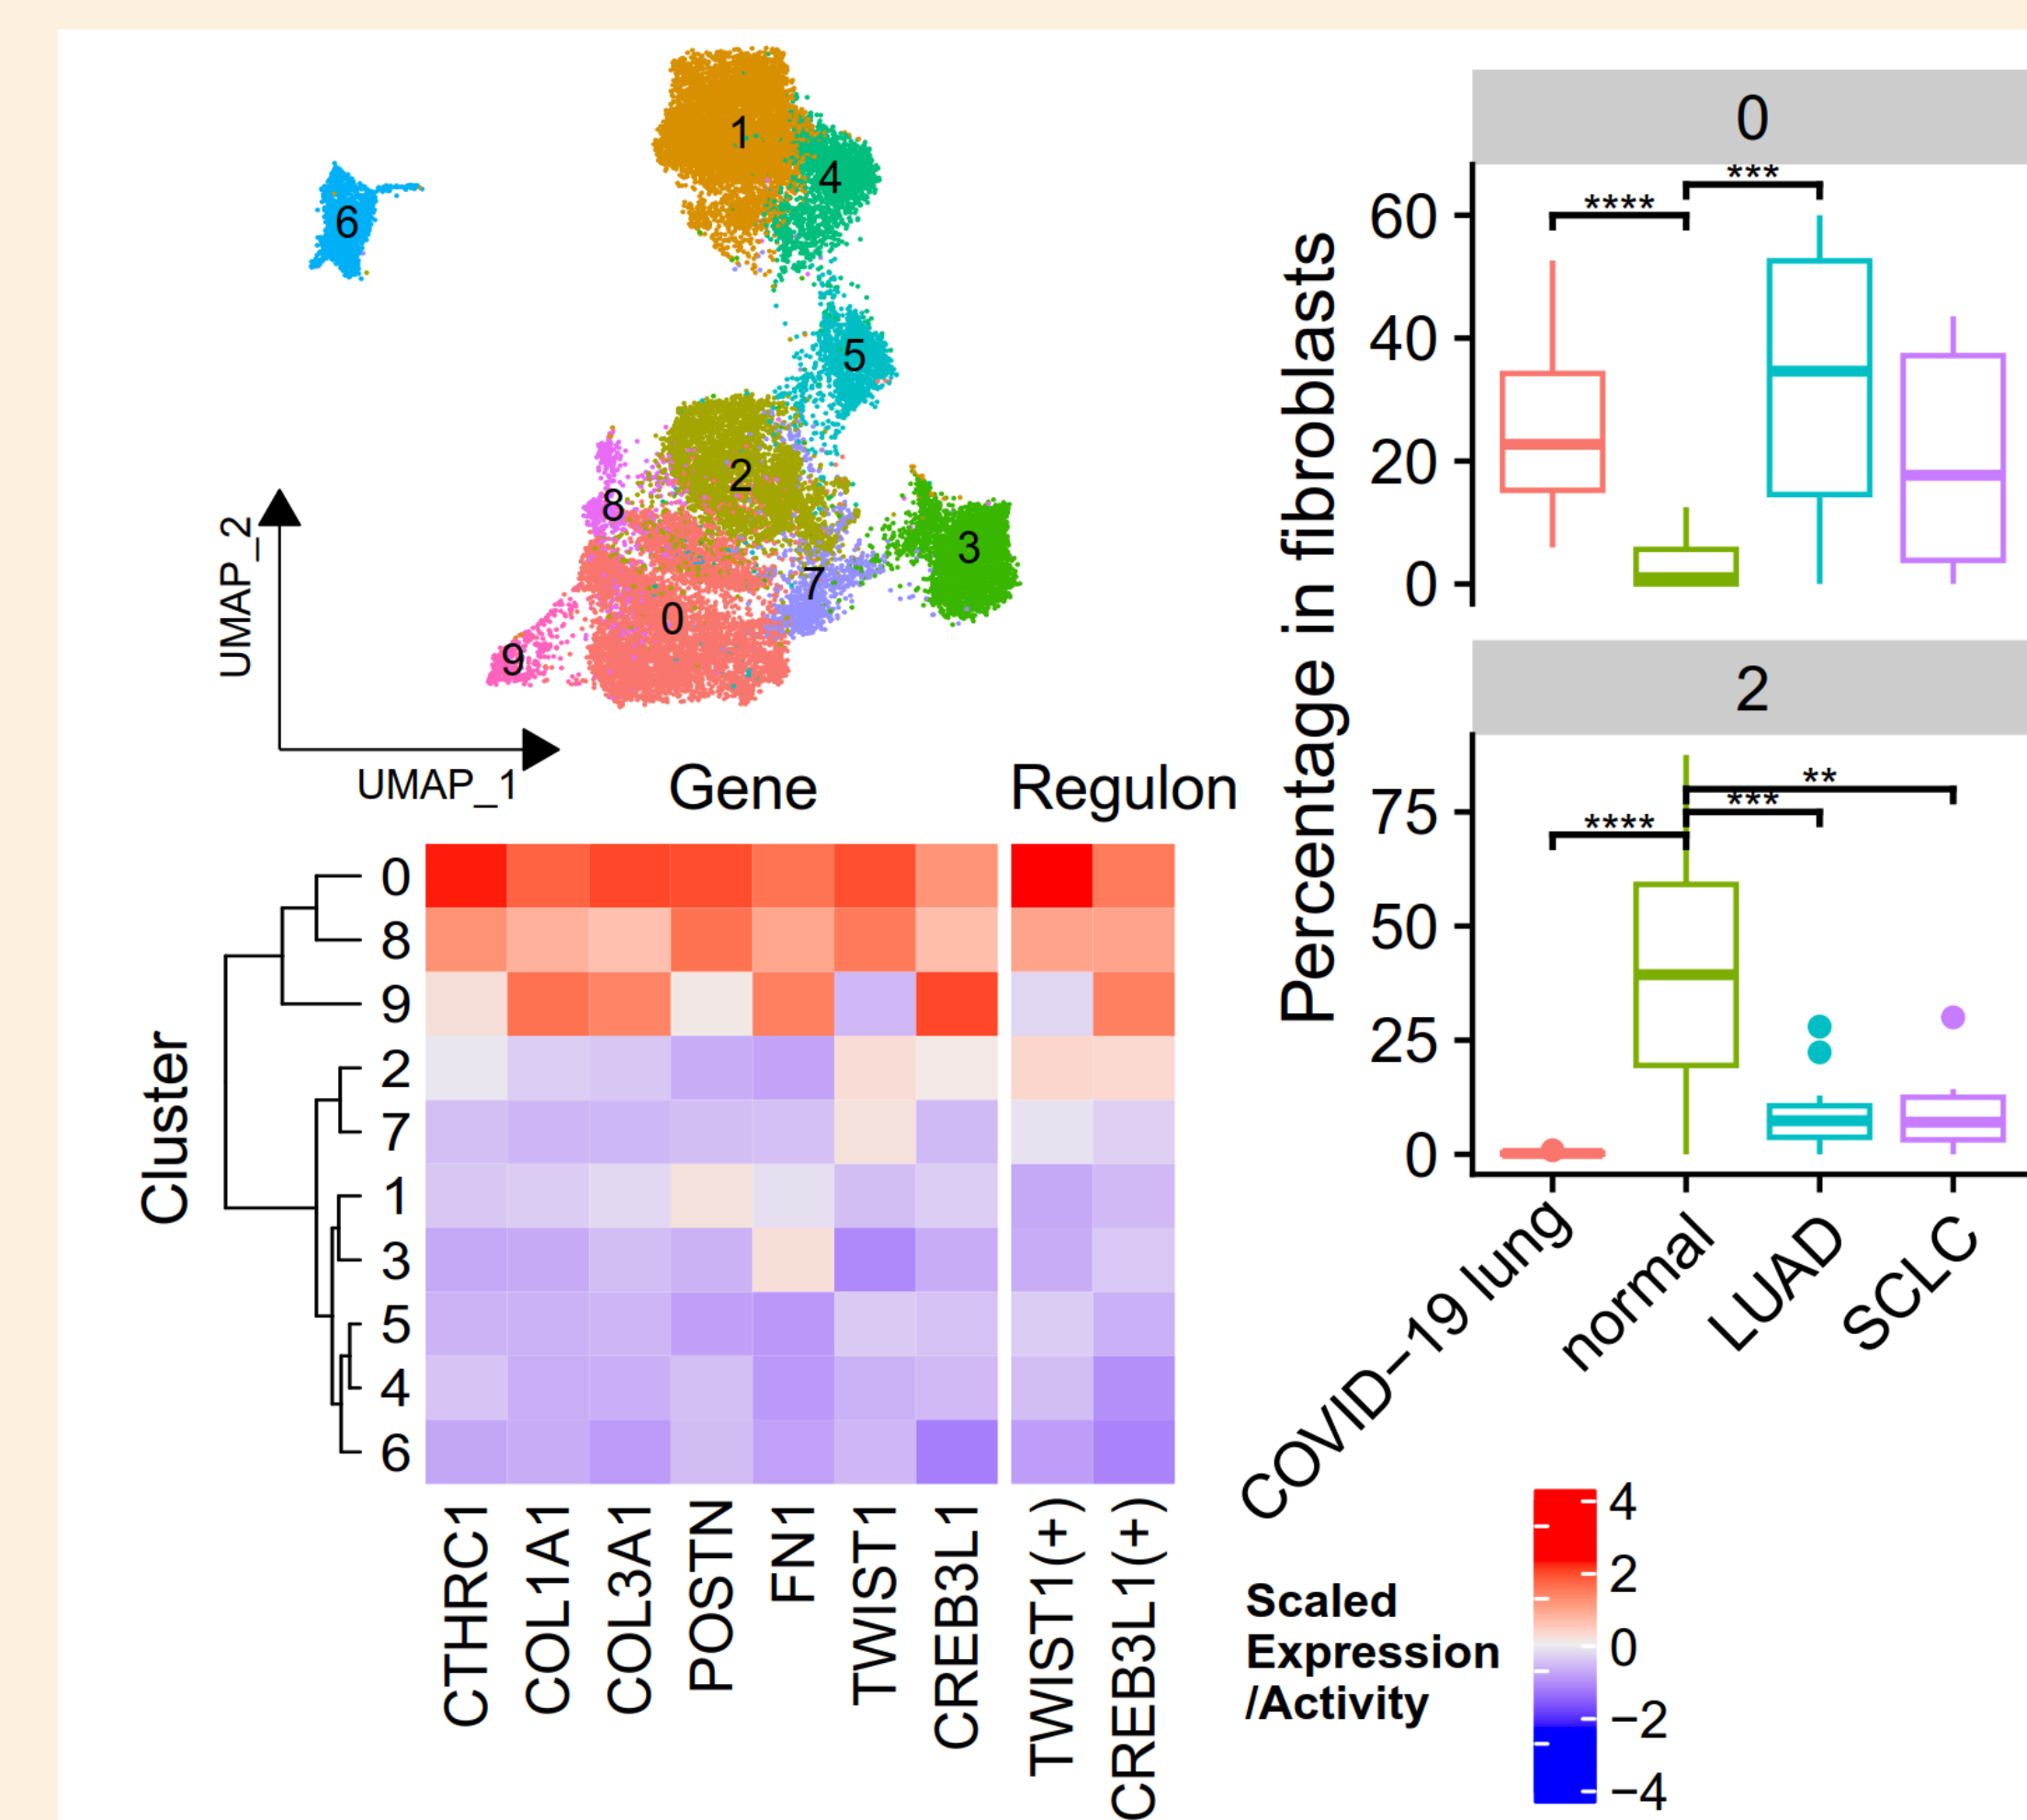 1
4
6
5
2
8
3
7
0
9
UMAP_2
UMAP_1
Gene
Regulon
Cluster
0
8
9
2
7
1
3
5
4
6
CTHRC1
COL1A1
COL3A1
POSTN
FN1
TWIST1
CREB3L1
TWIST1(+)
CREB3L1(+)
Percentage in fibroblasts
0
****
***
60
40
20
0
2
**
***
****
75
50
25
0
COVID−19 lung
normal
LUAD
SCLC
Scaled
Expression
/Activity
4
2
0
−2
−4